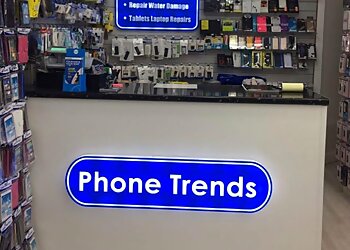 • Repair Water Damage
• Tablets Laptop Repairs
Phone Trends